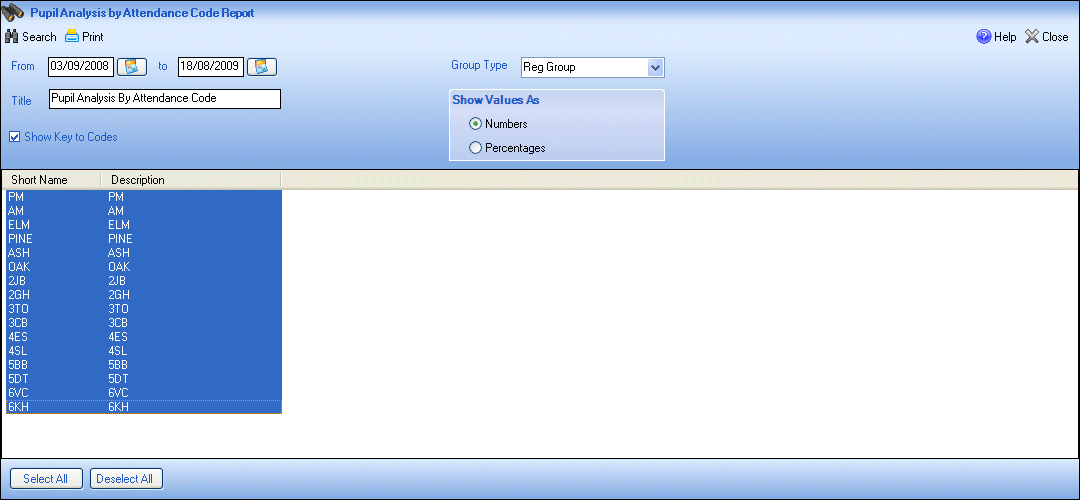 Pupil Analysis by Attendance Code Report
Search Print Help Close
From 03/09/2008 to 18/08/2009 Group Type Reg Group
Title Pupil Analysis By Attendance Code
Show Values As
Numbers
Show Key to Codes
Percentages
Short Name Description
PM PM
AM AM
ELM ELM
PINE PINE
ASH ASH
OAK OAK
2JB 2JB
2GH 2GH
3TO 3TO
3CB 3CB
4ES 4ES
4SL 4SL
5BB 5BB
5DT 5DT
6VC 6VC
6KH 6KH
Select All Deselect All